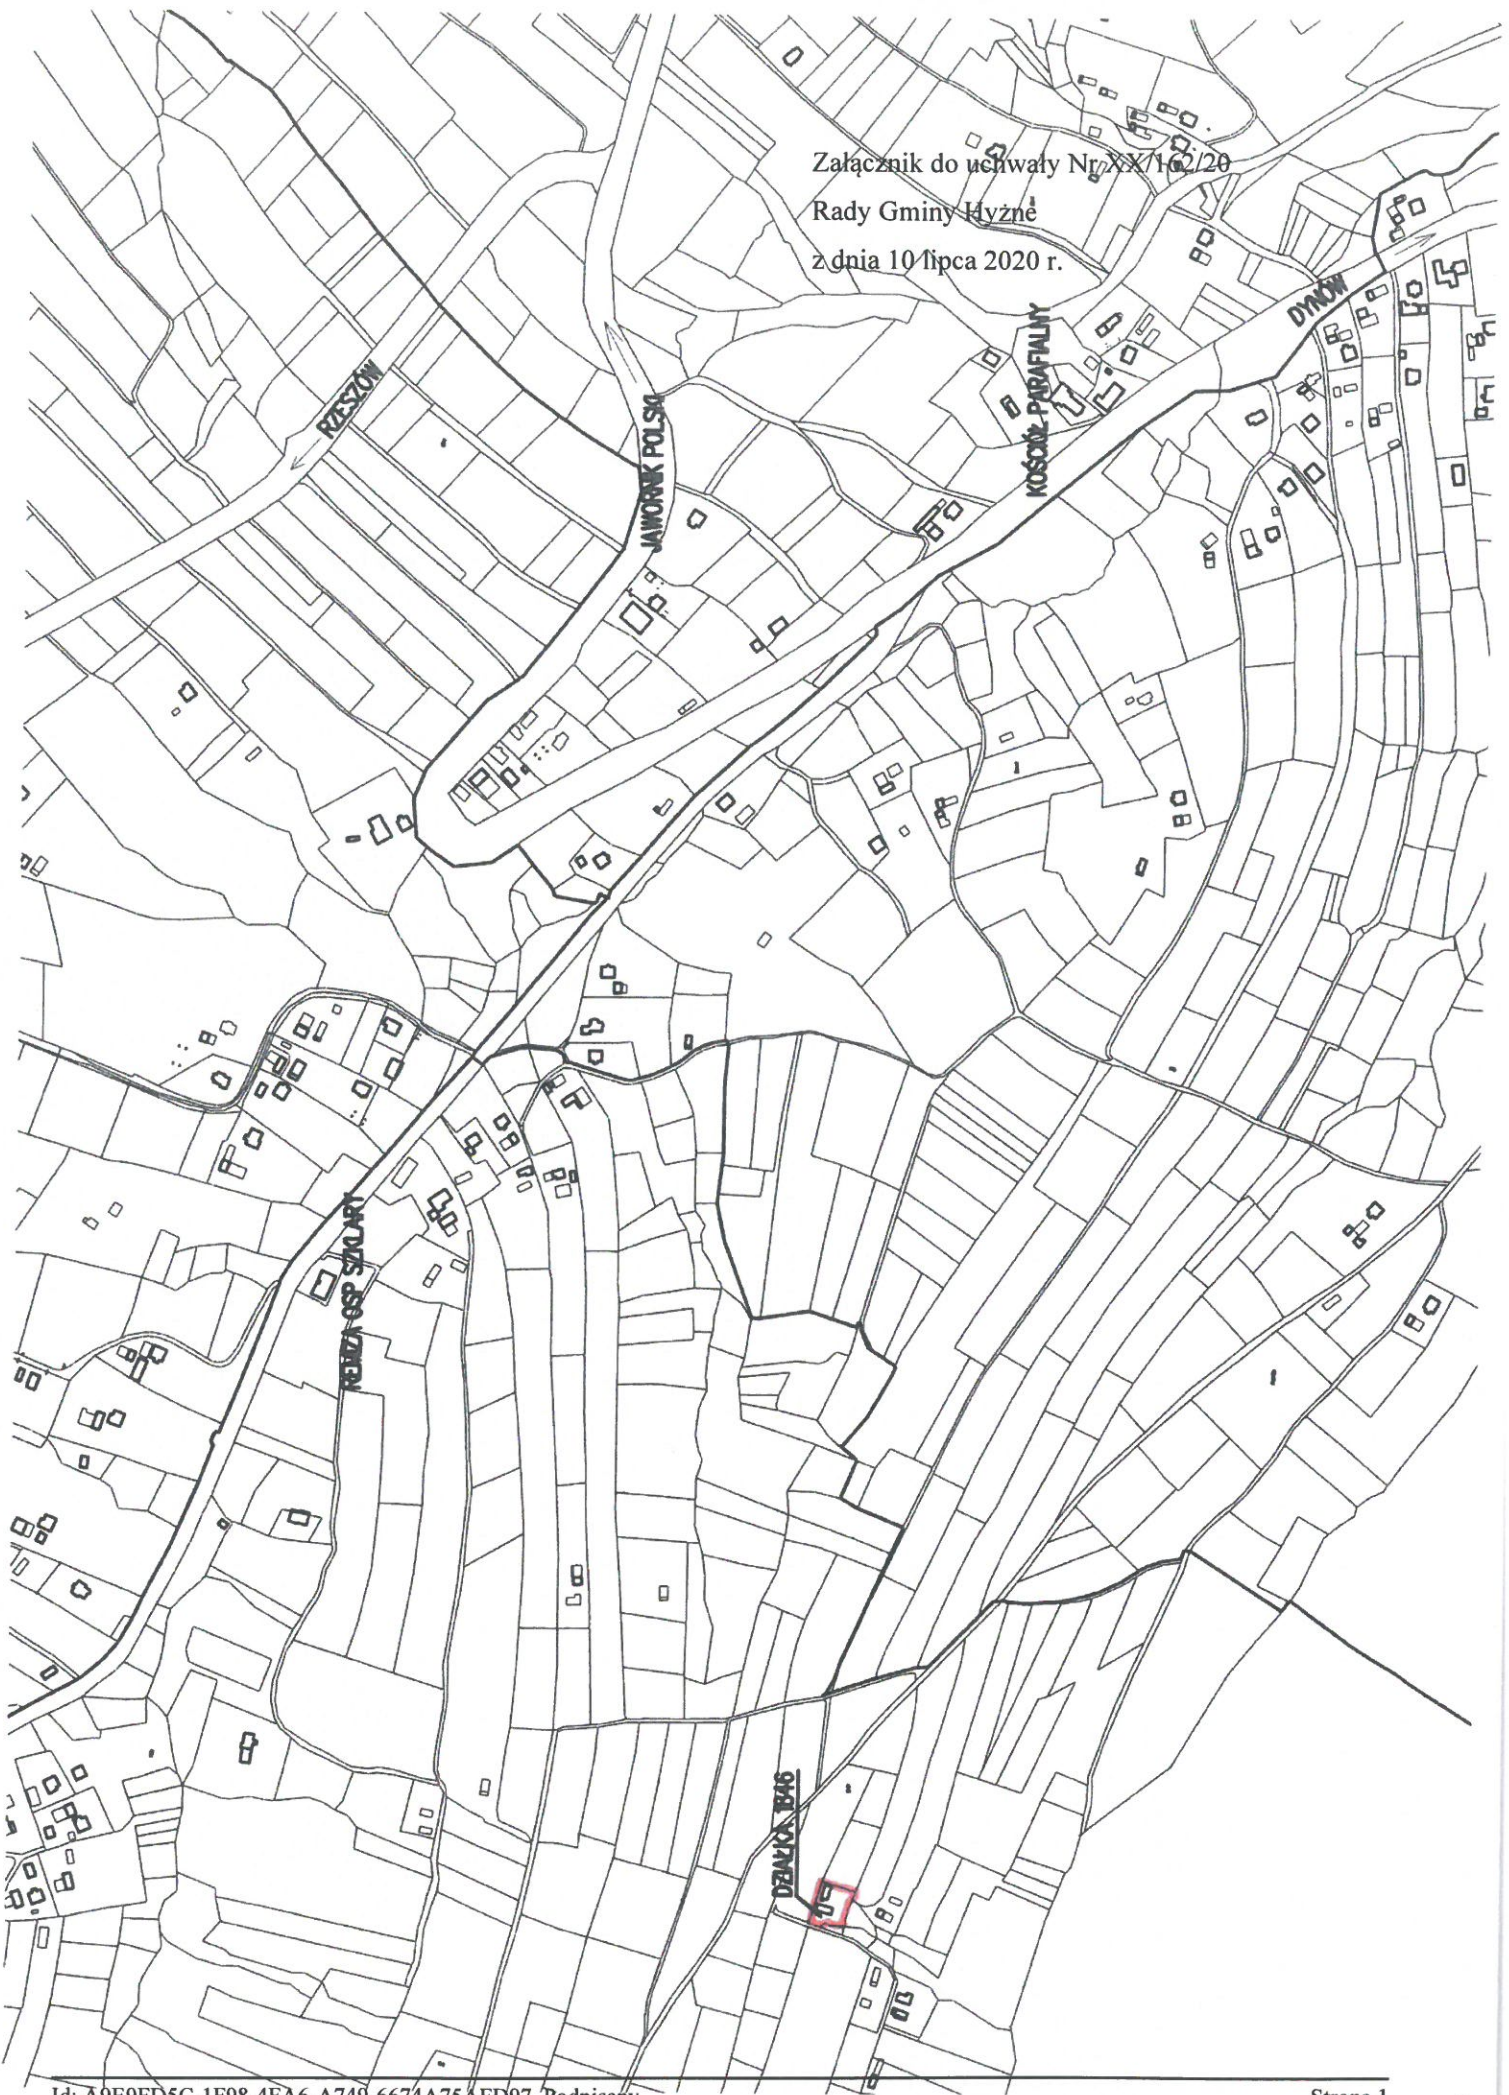 Załącznik do uchwały Nr XX/162/20
Rady Gminy Hyżne
z dnia 10 lipca 2020 r.
DYNÓW
KOŚCIÓŁ PARAFIALNY
RZESZÓW
JAWORNIK POLSKI
REMIZA OSP SZKLARY
DZIAŁKA 1846
Podpisany
Strona 1